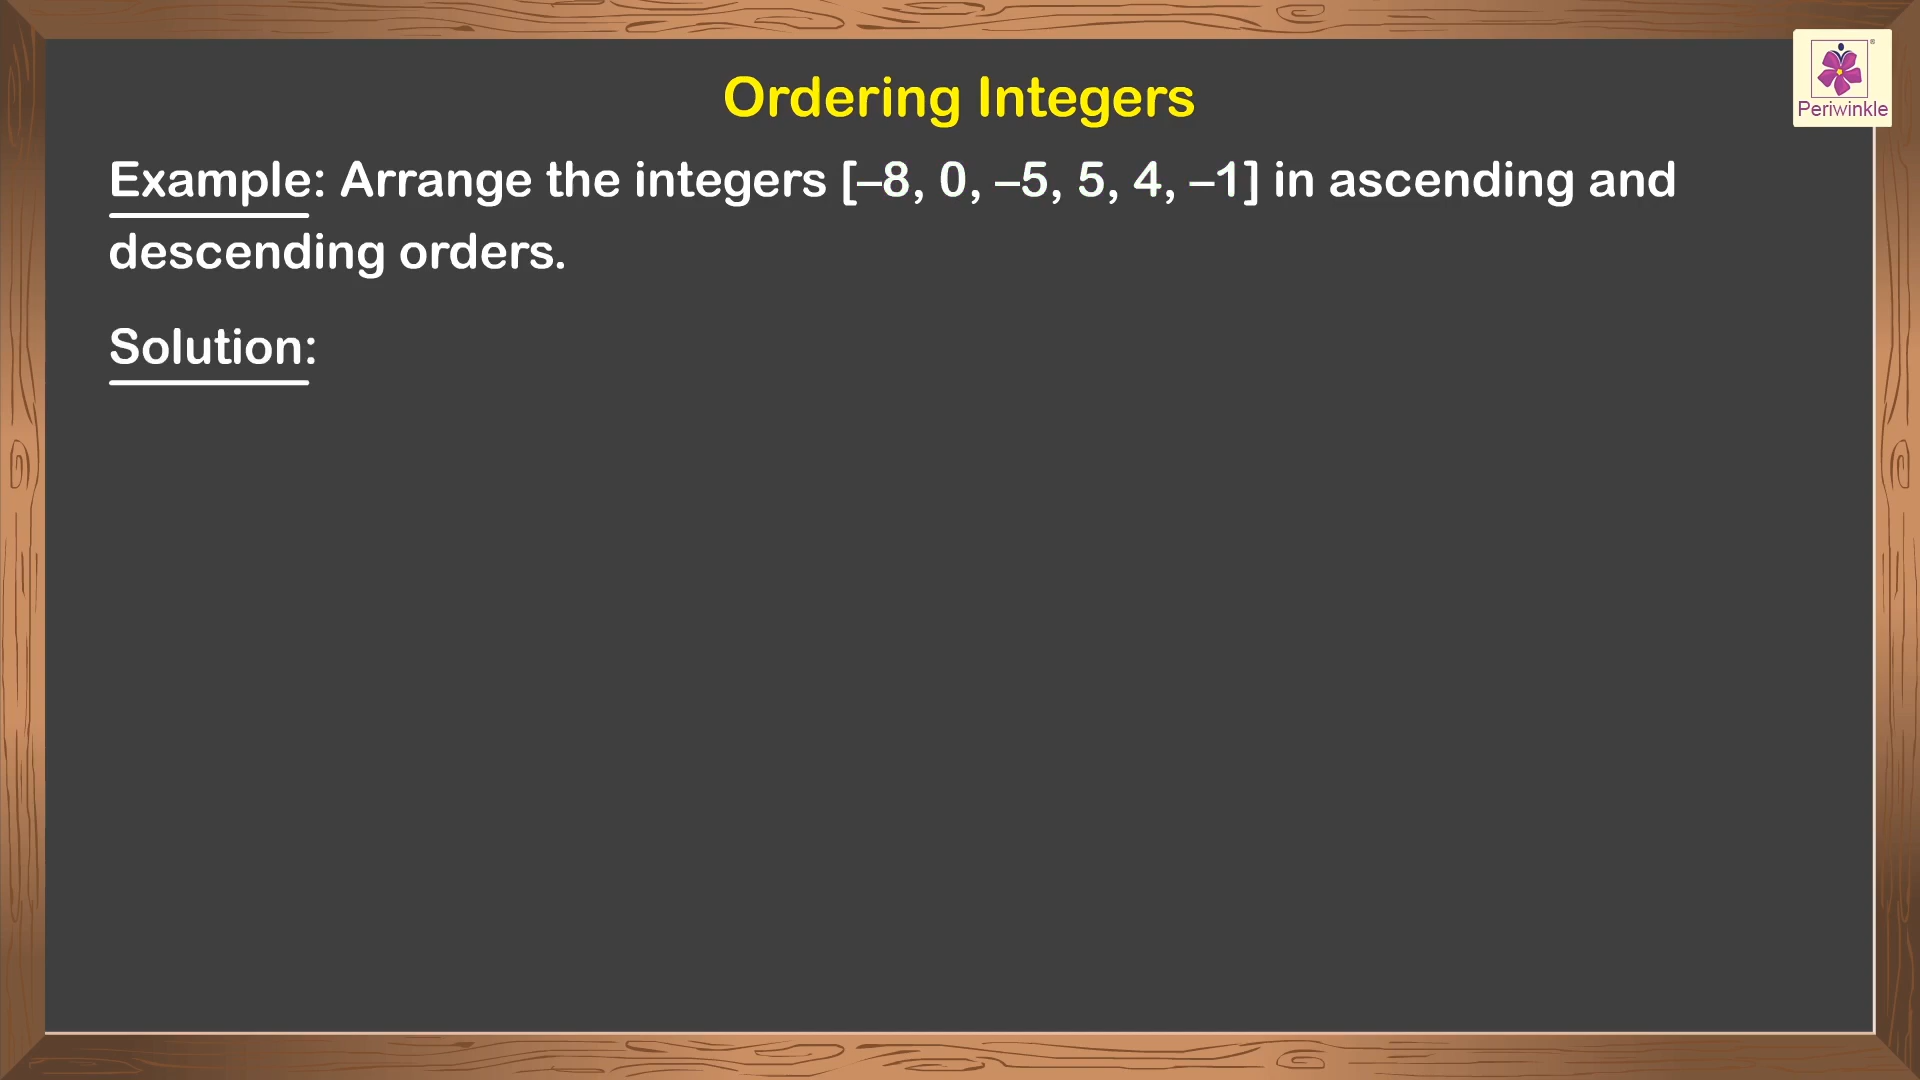 Ordering Integers
Periwinkle
Example: Arrange the integers [–8, 0, –5, 5, 4, –1] in ascending and
descending orders.
Solution: